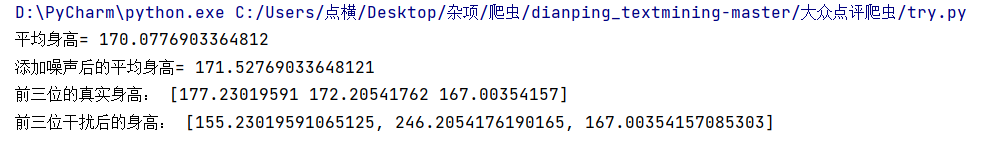 D:\PyCharm\python.exe C:/Users/点横/Desktop/杂项/爬虫/dianping_textmining-master/大众点评爬虫/try.py
平均身高= 170.0776903364812
添加噪声后的平均身高= 171.52769033648121
前三位的真实身高： [177.23019591 172.20541762 167.00354157]
前三位干扰后的身高： [155.23019591065125, 246.2054176190165, 167.00354157085303]